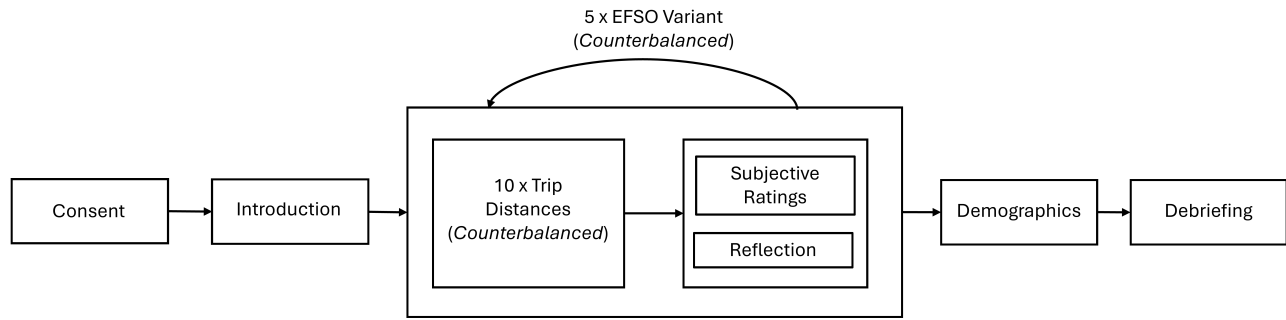 5 x EFSO Variant
(Counterbalanced)
Consent
Introduction
10 x Trip
Distances
(Counterbalanced)
Subjective
Ratings
Reflection
Demographics
Debriefing